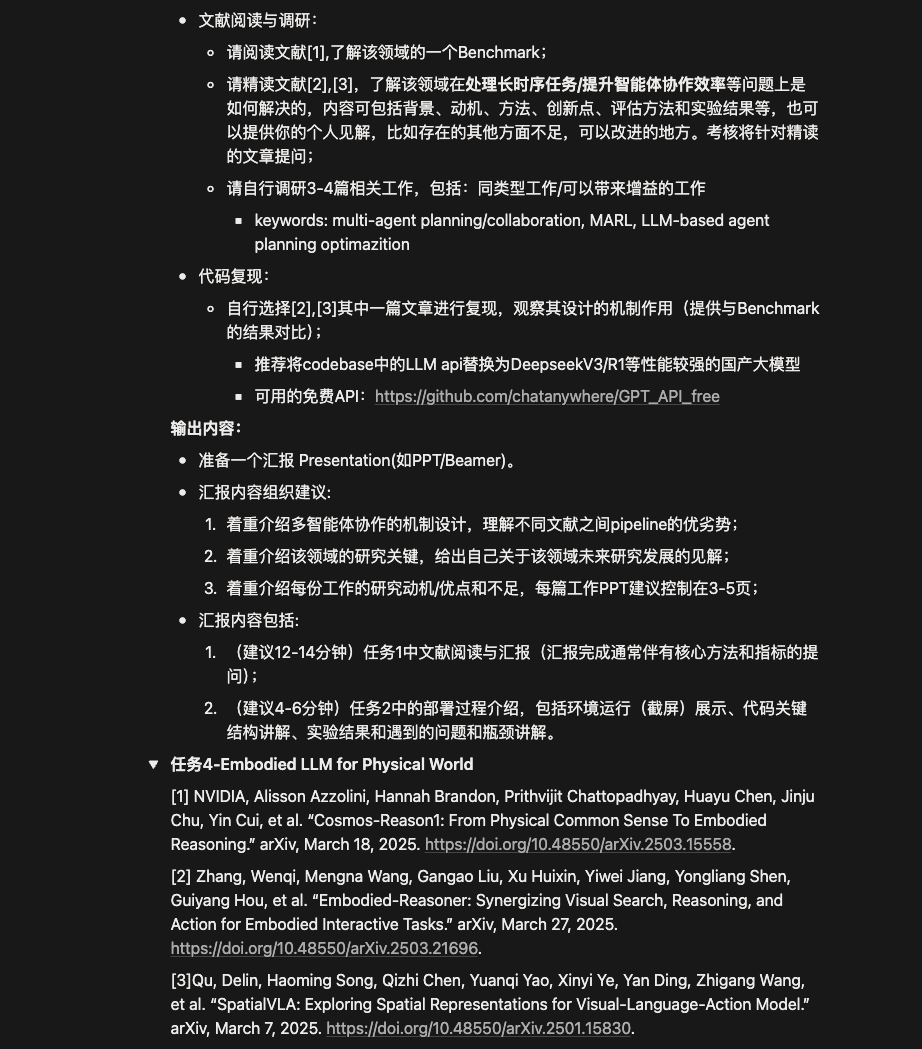 文献阅读与调研：
请阅读文献[1],了解该领域的一个Benchmark；
请精读文献[2],[3]，了解该领域在处理长时序任务/提升智能体协作效率等问题上是
如何解决的，内容可包括背景、动机、方法、创新点、评估方法和实验结果等，也可
以提供你的个人见解，比如存在的其他方面不足，可以改进的地方。考核将针对精读
的文章提问；
请自行调研3-4篇相关工作，包括：同类型工作/可以带来增益的工作
keywords: multi-agent planning/collaboration, MARL, LLM-based agent
planning optimazition
代码复现：
自行选择[2],[3]其中一篇文章进行复现，观察其设计的机制作用（提供与Benchmark
的结果对比）；
推荐将codebase中的LLM api替换为DeepseekV3/R1等性能较强的国产大模型
可用的免费API：https://github.com/chatanywhere/GPT_API_free
输出内容：
准备一个汇报 Presentation(如PPT/Beamer)。
汇报内容组织建议:
1. 着重介绍多智能体协作的机制设计，理解不同文献之间pipeline的优劣势；
2. 着重介绍该领域的研究关键，给出自己关于该领域未来研究发展的见解；
3. 着重介绍每份工作的研究动机/优点和不足，每篇工作PPT建议控制在3-5页；
汇报内容包括:
1. （建议12-14分钟）任务1中文献阅读与汇报（汇报完成通常伴有核心方法和指标的提
问）；
2. （建议4-6分钟）任务2中的部署过程介绍，包括环境运行（截屏）展示、代码关键
结构讲解、实验结果和遇到的问题和瓶颈讲解。
任务4-Embodied LLM for Physical World
[1] NVIDIA, Alisson Azzolini, Hannah Brandon, Prithvijit Chattopadhyay, Huayu Chen, Jinju
Chu, Yin Cui, et al. “Cosmos-Reason1: From Physical Common Sense To Embodied
Reasoning.” arXiv, March 18, 2025. https://doi.org/10.48550/arXiv.2503.15558.
[2] Zhang, Wenqi, Mengna Wang, Gangao Liu, Xu Huixin, Yiwei Jiang, Yongliang Shen,
Guiyang Hou, et al. “Embodied-Reasoner: Synergizing Visual Search, Reasoning, and
Action for Embodied Interactive Tasks.” arXiv, March 27, 2025.
https://doi.org/10.48550/arXiv.2503.21696.
[3]Qu, Delin, Haoming Song, Qizhi Chen, Yuanqi Yao, Xinyi Ye, Yan Ding, Zhigang Wang,
et al. “SpatialVLA: Exploring Spatial Representations for Visual-Language-Action Model.”
arXiv, March 7, 2025. https://doi.org/10.48550/arXiv.2501.15830.